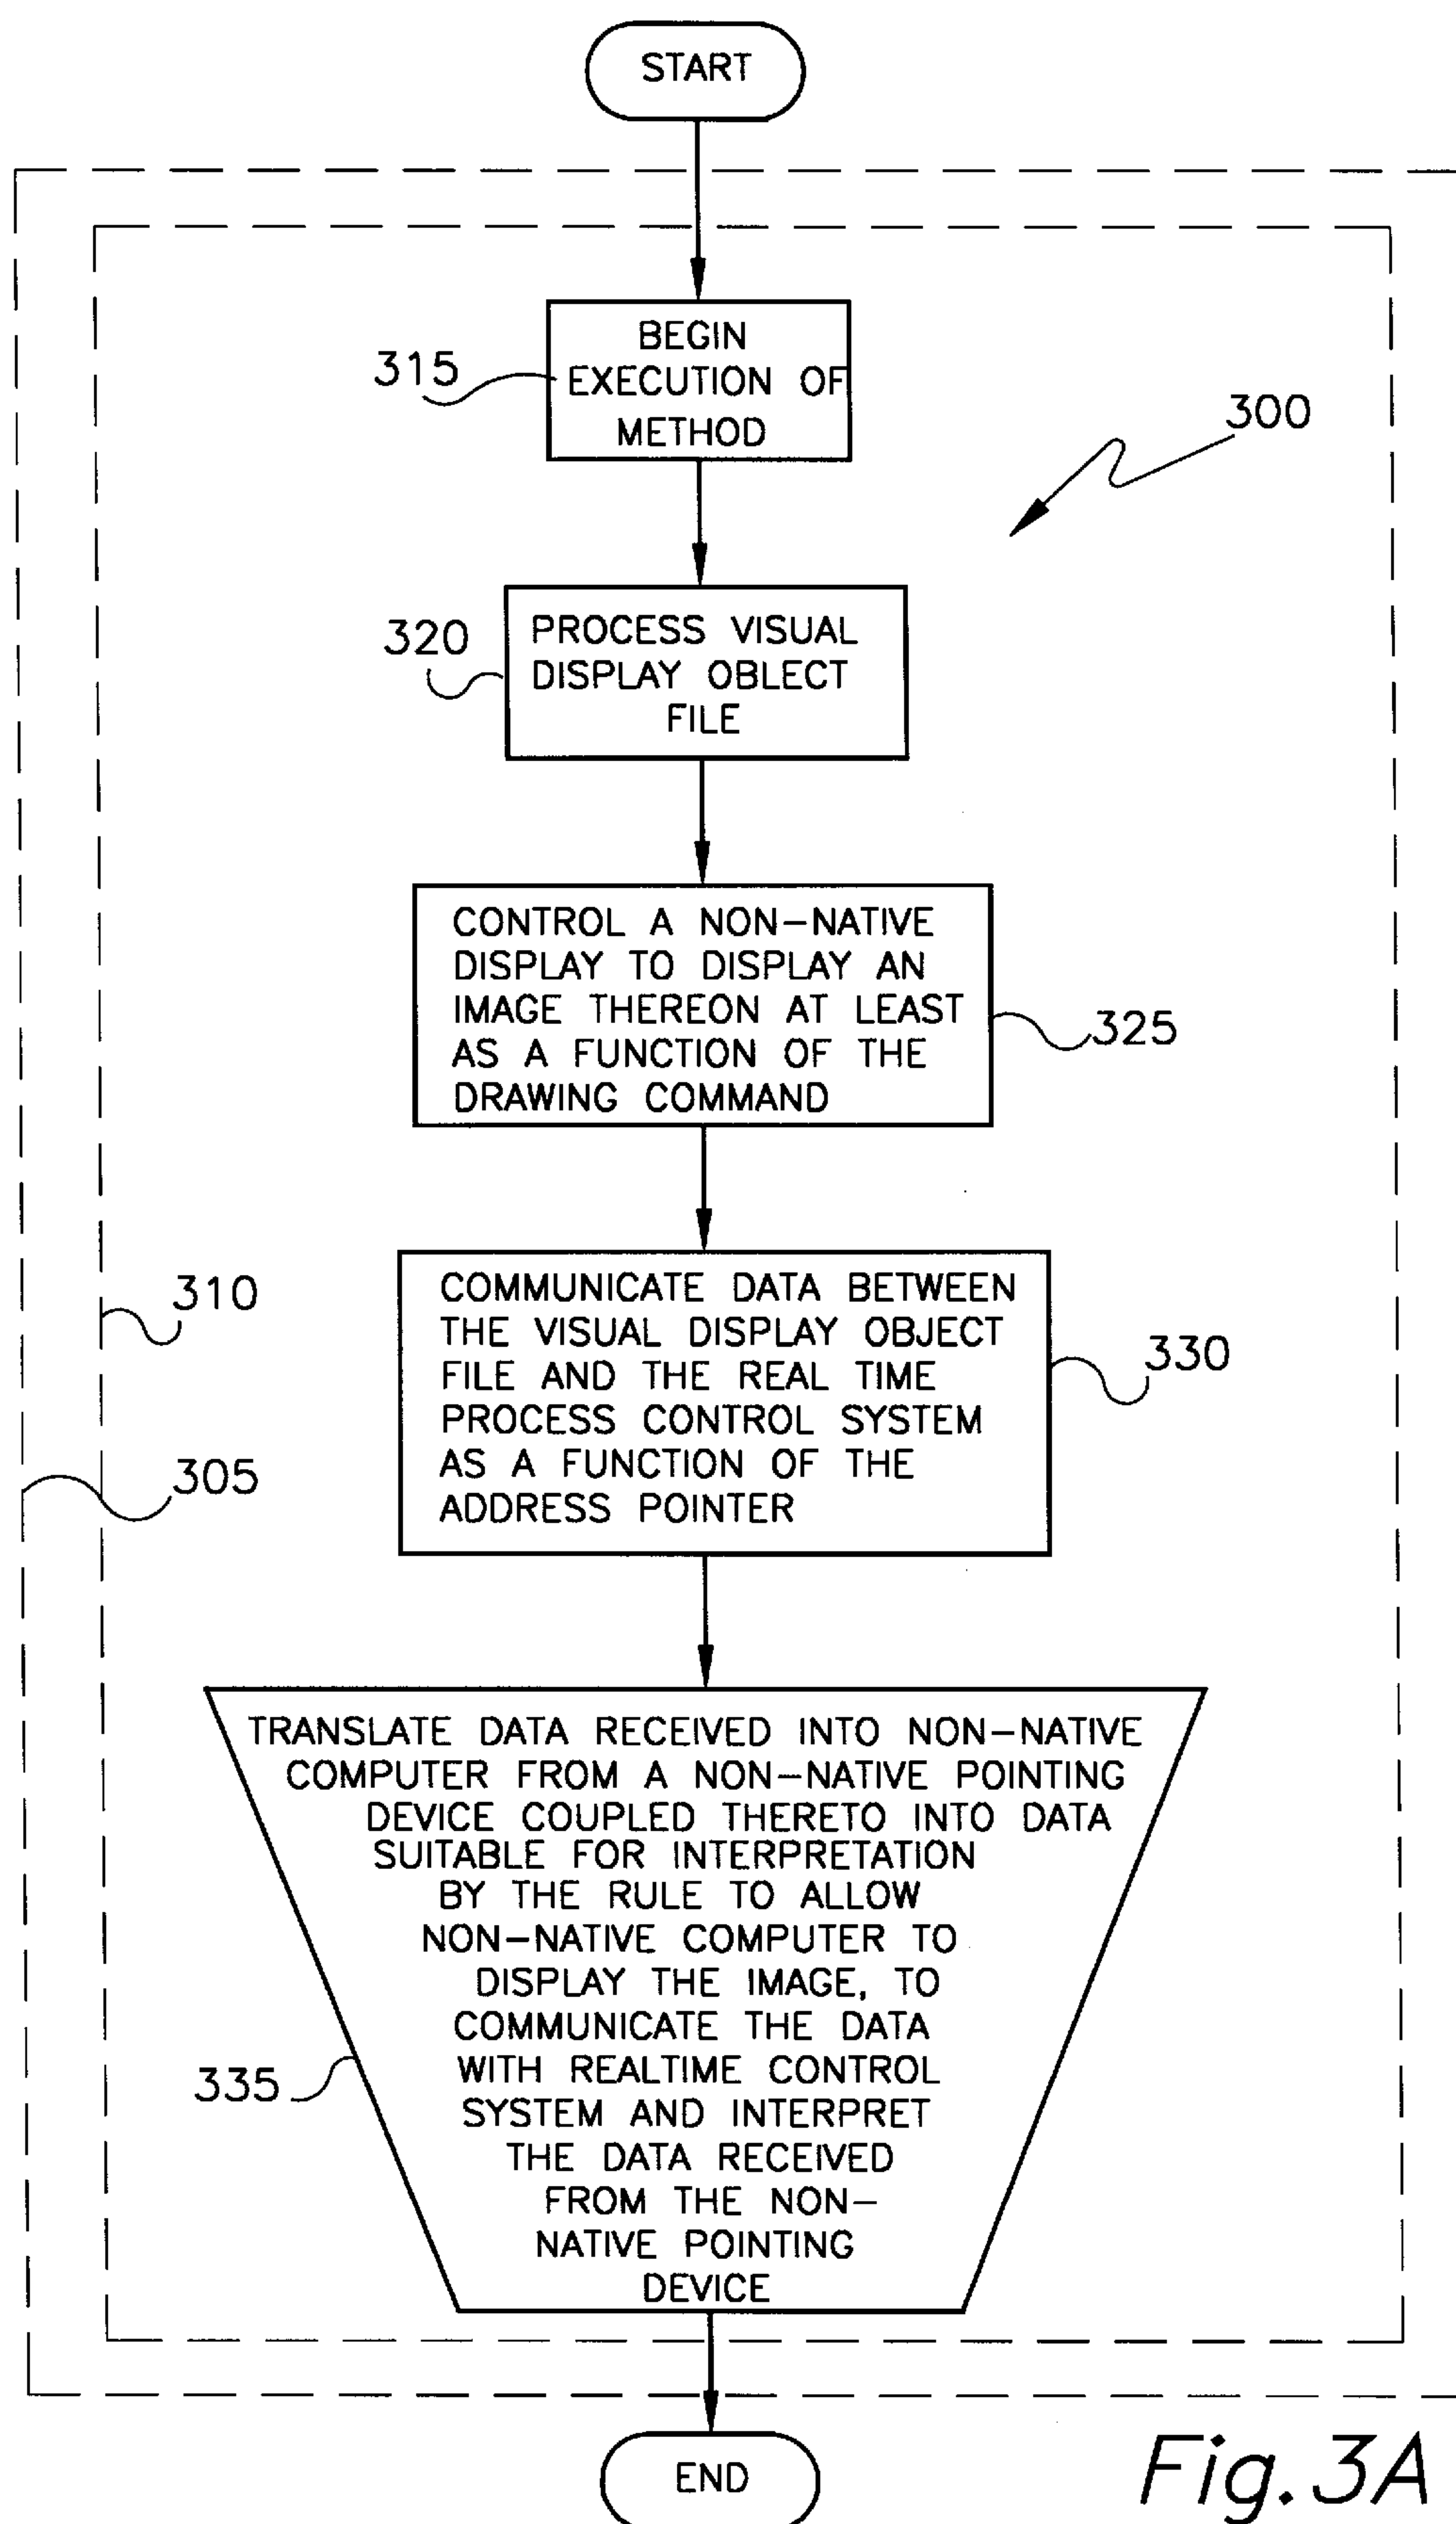 START
BEGIN
EXECUTION OF
METHOD
315
300
PROCESS VISUAL
DISPLAY OBLECT
FILE
320
CONTROL A NON-NATIVE
DISPLAY TO DISPLAY AN
IMAGE THEREON AT LEAST
AS A FUNCTION OF THE
DRAWING COMMAND
325
COMMUNICATE DATA BETWEEN
THE VISUAL DISPLAY OBJECT
FILE AND THE REAL TIME
PROCESS CONTROL SYSTEM
AS A FUNCTION OF THE
ADDRESS POINTER
310
330
305
TRANSLATE DATA RECEIVED INTO NON-NATIVE
COMPUTER FROM A NON-NATIVE POINTING
DEVICE COUPLED THERETO INTO DATA
SUITABLE FOR INTERPRETATION
BY THE RULE TO ALLOW
NON-NATIVE COMPUTER TO
DISPLAY THE IMAGE, TO
COMMUNICATE THE DATA
WITH REALTIME CONTROL
SYSTEM AND INTERPRET
THE DATA RECEIVED
FROM THE NON-
NATIVE POINTING
DEVICE
335
END
Fig. 3A